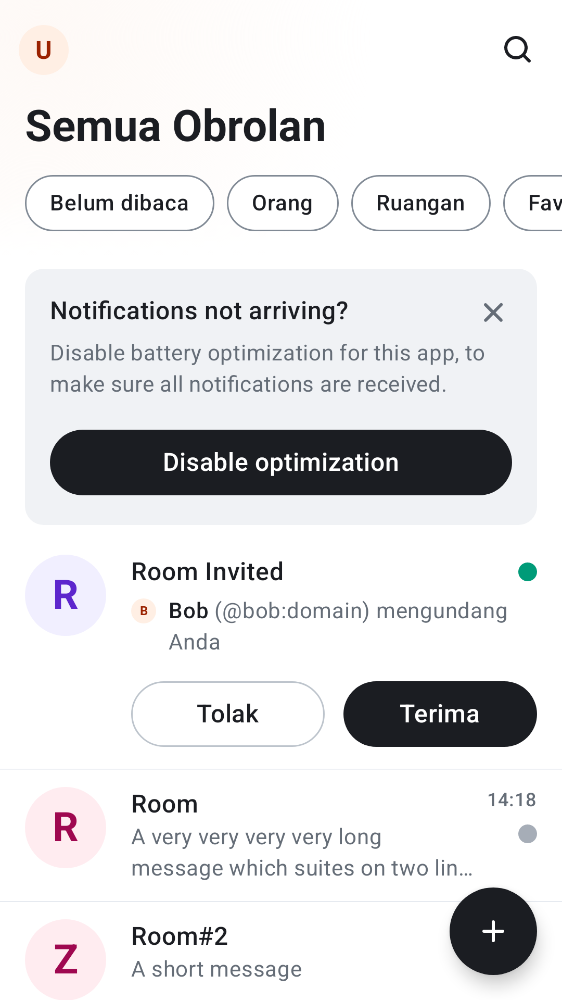 U
Semua Obrolan
Belum dibaca
Orang
Ruangan
Fav
Notifications not arriving?
Disable battery optimization for this app, to
make sure all notifications are received.
Disable optimization
R
Room Invited
B
Bob (@bob:domain) mengundang
Anda
Tolak
Terima
R
Room
14:18
A very very very very long
message which suites on two lin…
Z
Room#2
A short message